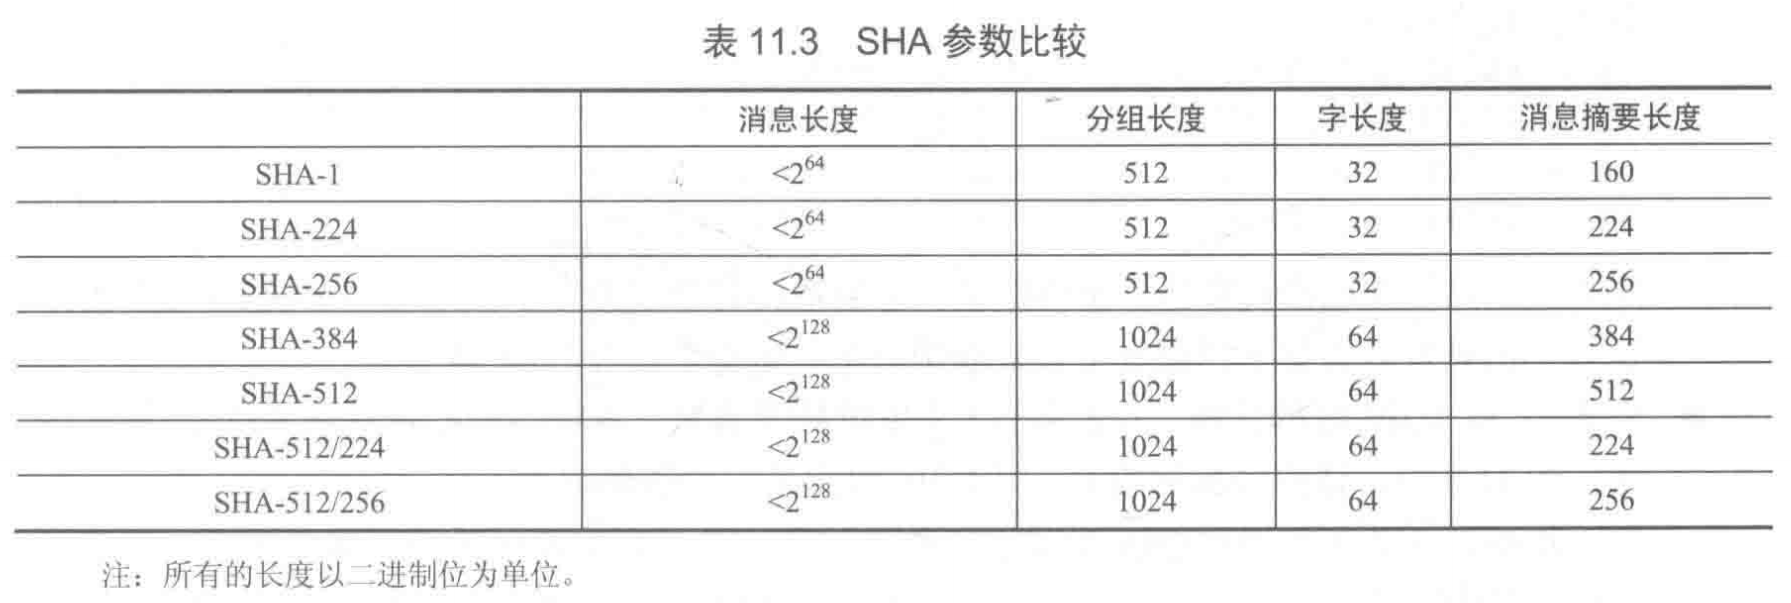 表 11.3 SHA 参数比较
消息长度 分组长度 字长度 消息摘要长度
SHA-1 <2^64 512 32 160
SHA-224 <2^64 512 32 224
SHA-256 <2^64 512 32 256
SHA-384 <2^128 1024 64 384
SHA-512 <2^128 1024 64 512
SHA-512/224 <2^128 1024 64 224
SHA-512/256 <2^128 1024 64 256
注：所有的长度以二进制位为单位。